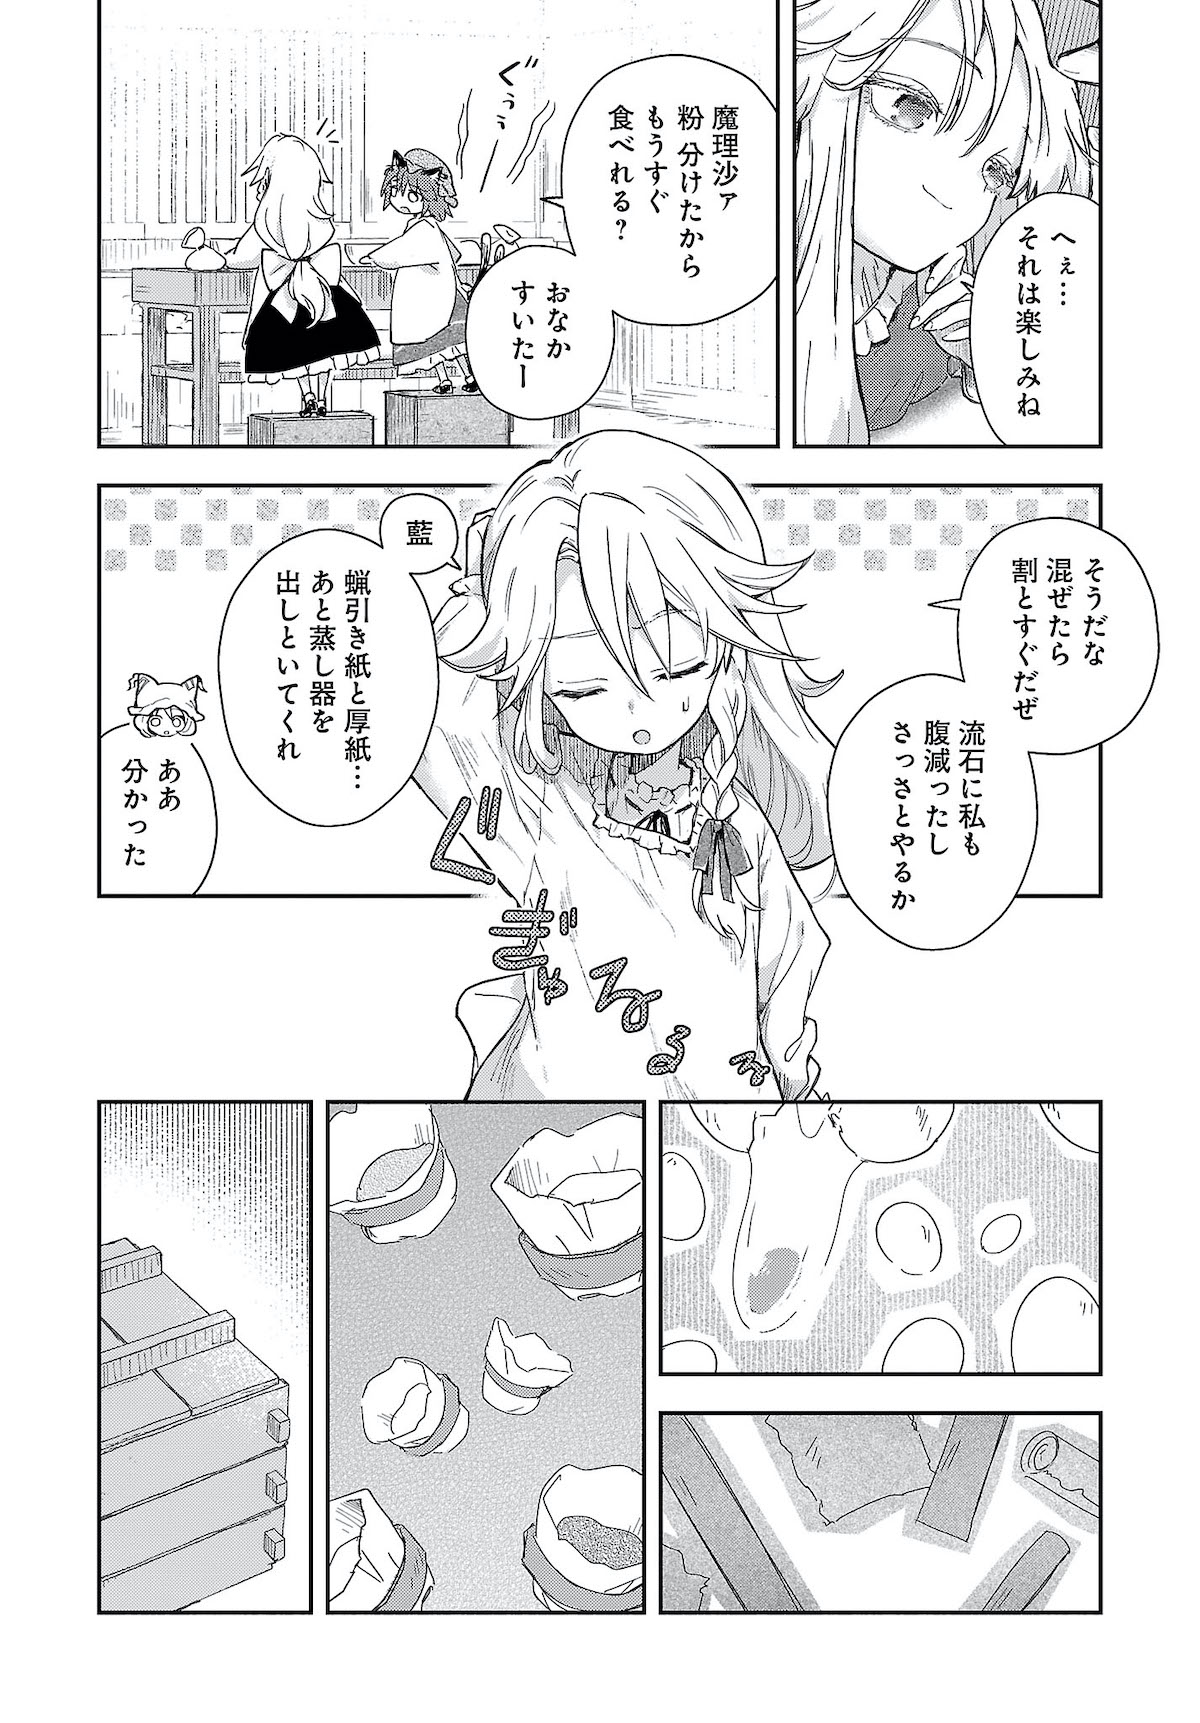 へぇ…
それは楽しみね
魔理沙ァ
粉 分けたから
もうすぐ
食べれる?
おなか
すいたー
ぐぅぅ
そうだな
混ぜたら
割とすぐだぜ
流石に私も
腹減ったし
さっさとやるか
藍
蝋引き紙と厚紙…
あと蒸し器を
出しといてくれ
ああ
分かった
ぐぎゅるるる